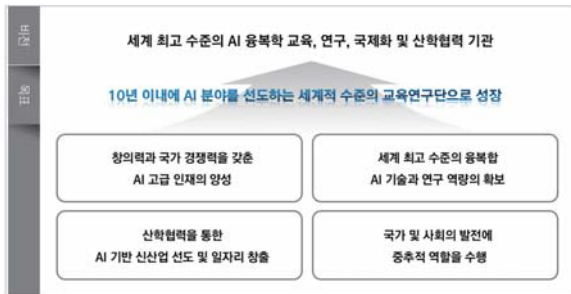 비전
세계 최고 수준의 AI 융복학 교육, 연구, 국제화 및 산학협력 기관
목표
10년 이내에 AI 분야를 선도하는 세계적 수준의 교육연구단으로 성장
창의력과 국가 경쟁력을 갖춘
AI 고급 인재의 양성
세계 최고 수준의 융복합
AI 기술과 연구 역량의 확보
산학협력을 통한
AI 기반 신산업 선도 및 일자리 창출
국가 및 사회의 발전에
중추적 역할을 수행